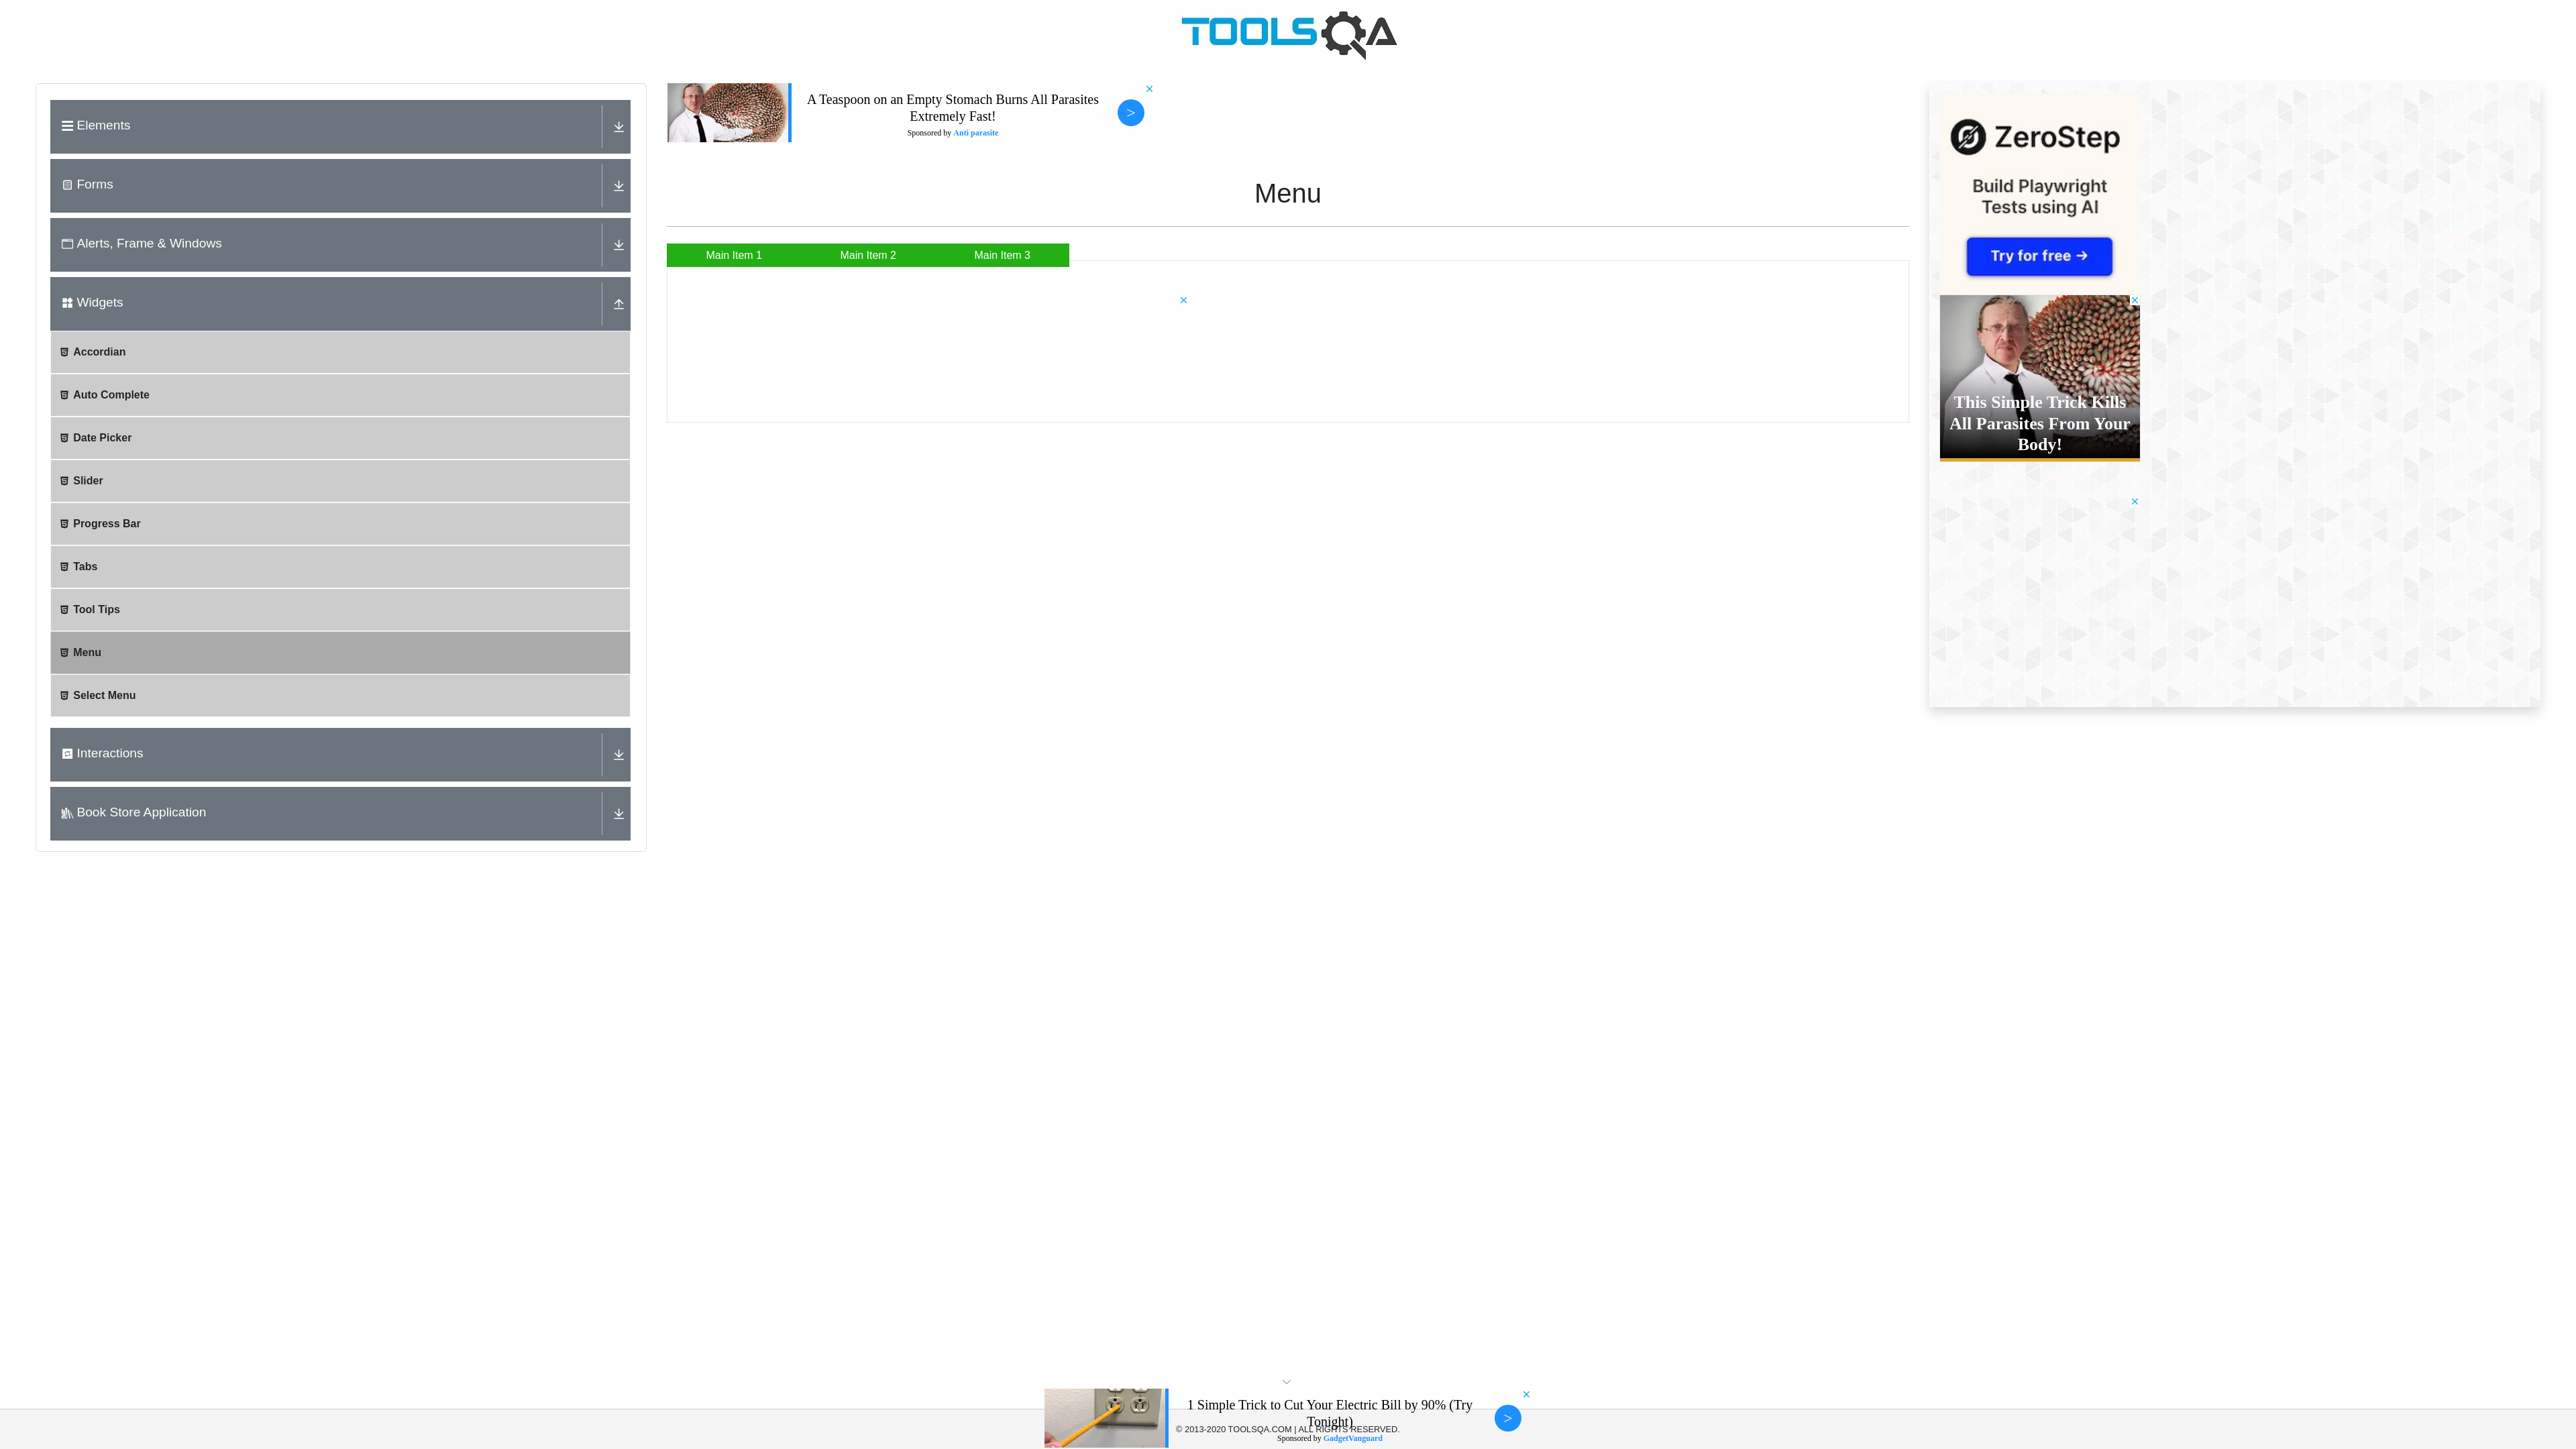 TOOLSQA
Elements
Forms
Alerts, Frame & Windows
Widgets
Accordian
Auto Complete
Date Picker
Slider
Progress Bar
Tabs
Tool Tips
Menu
Select Menu
Interactions
Book Store Application
A Teaspoon on an Empty Stomach Burns All Parasites
Extremely Fast!
Sponsored by Anti parasite
>
Menu
Main Item 1
Main Item 2
Main Item 3
ZeroStep
Build Playwright
Tests using AI
Try for free →
This Simple Trick Kills
All Parasites From Your
Body!
1 Simple Trick to Cut Your Electric Bill by 90% (Try
Tonight)
Sponsored by GadgetVanguard
>
© 2013-2020 TOOLSQA.COM | ALL RIGHTS RESERVED.